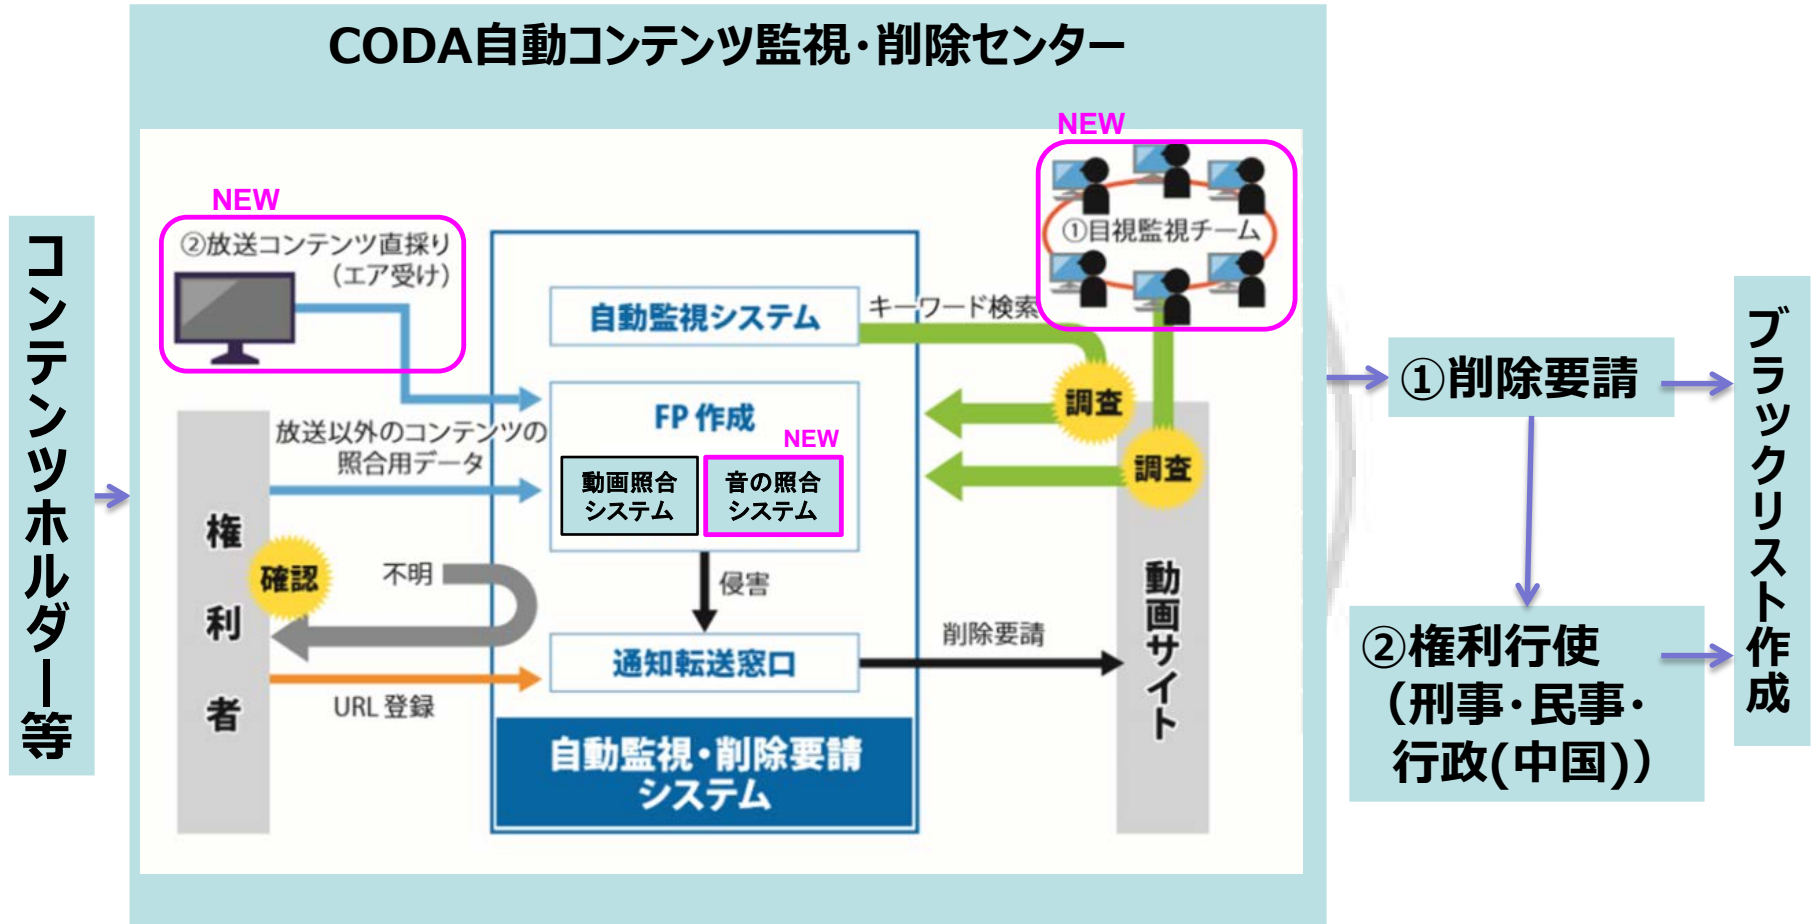 CODA自動コンテンツ監視・削除センター
コンテンツホルダー等
NEW
②放送コンテンツ直採り
（エア受け）
NEW
①目視監視チーム
自動監視システム
キーワード検索
調査
調査
FP 作成
NEW
動画照合
システム
音の照合
システム
放送以外のコンテンツの
照合用データ
権利者
確認
不明
侵害
通知転送窓口
削除要請
URL 登録
動画サイト
自動監視・削除要請
システム
①削除要請
②権利行使
（刑事・民事・
行政(中国)）
ブラックリスト作成